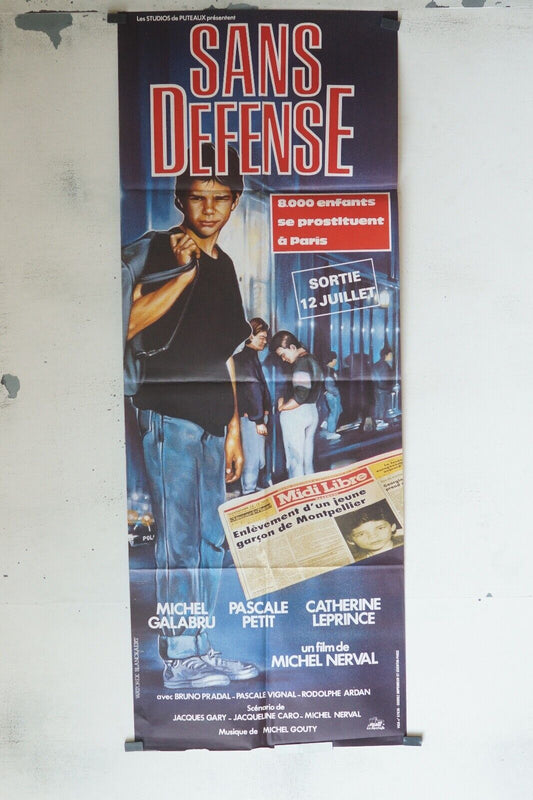 Les STUDIOS de PUTEAUX présentent
SANS
DEFENSE
8.000 enfants
se prostituent
à Paris
SORTIE
12 JUILLET
Midi Libre
Enlèvement d'un jeune
garçon de Montpellier
POL
MICHEL GALABRU
PASCALE PETIT
CATHERINE LEPRINCE
un film de
MICHEL NERVAL
avec BRUNO PRADAL - PASCALE VIGNAL - RODOLPHE ARDAN
Scénario de
JACQUES GARY - JACQUELINE CARO - MICHEL NERVAL
Musique de MICHEL GOUTY